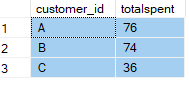 customer_id totalspent
1 A 76
2 B 74
3 C 36